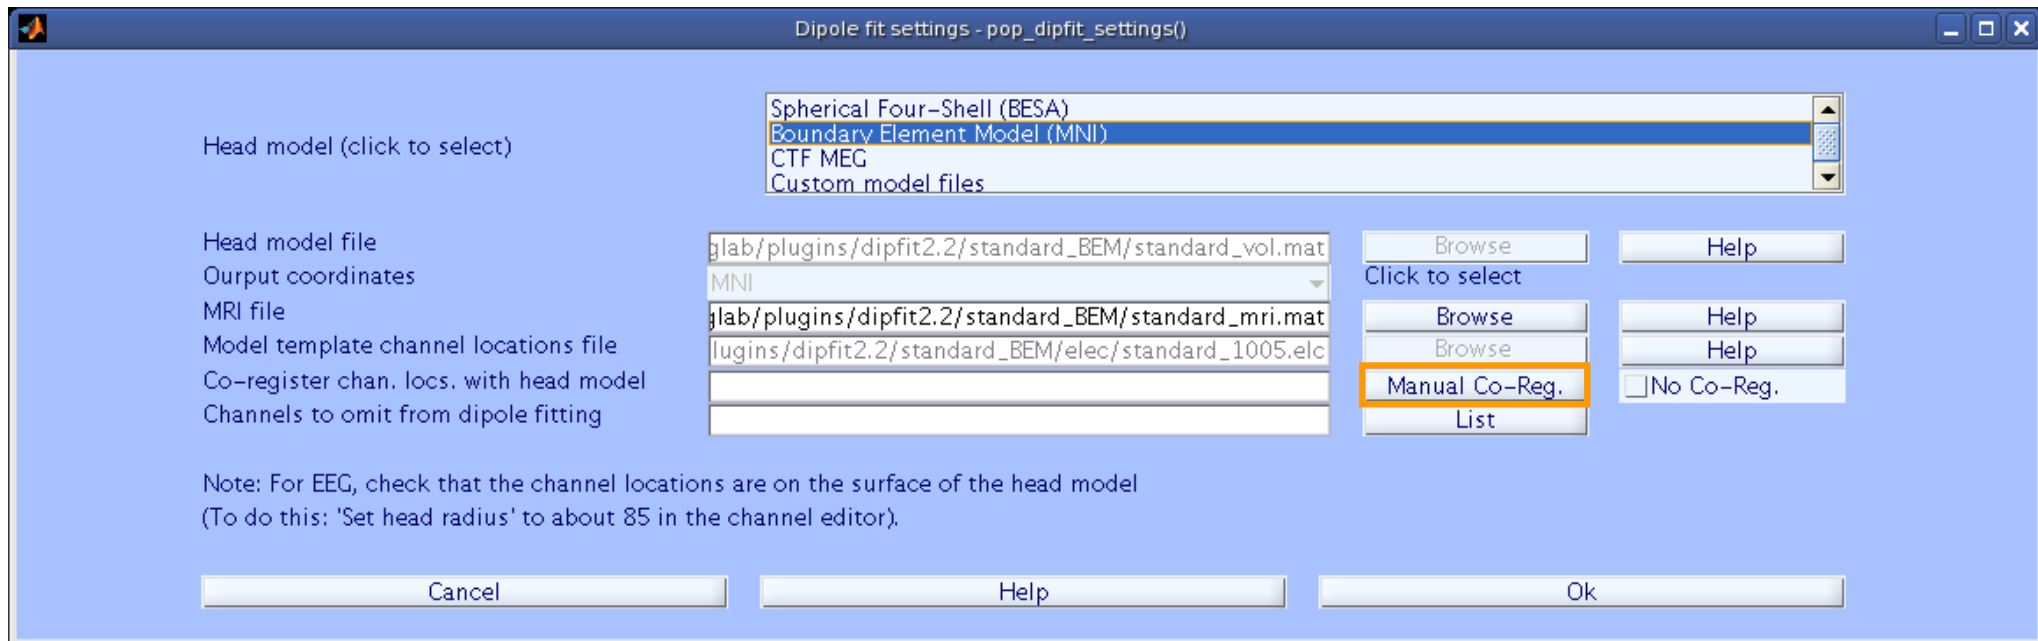 Dipole fit settings - pop_dipfit_settings()
Head model (click to select)
Spherical Four-Shell (BESA)
Boundary Element Model (MNI)
CTF MEG
Custom model files
Head model file glab/plugins/dipfit2.2/standard_BEM/standard_vol.mat Browse Help
Ourput coordinates MNI Click to select
MRI file glab/plugins/dipfit2.2/standard_BEM/standard_mri.mat Browse Help
Model template channel locations file lugins/dipfit2.2/standard_BEM/elec/standard_1005.elc Browse Help
Co-register chan. locs. with head model Manual Co-Reg. No Co-Reg.
Channels to omit from dipole fitting List
Note: For EEG, check that the channel locations are on the surface of the head model
(To do this: 'Set head radius' to about 85 in the channel editor).
Cancel Help Ok